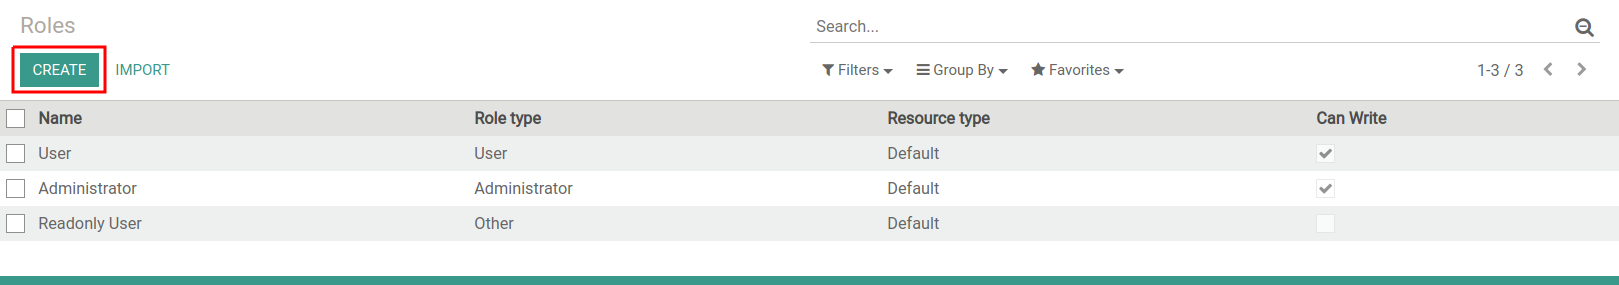 Roles
Search...
CREATE IMPORT
Filters Group By Favorites 1-3 / 3
Name Role type Resource type Can Write
User User Default
Administrator Administrator Default
Readonly User Other Default